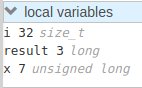 local variables
i 32 size_t
result 3 long
x 7 unsigned long